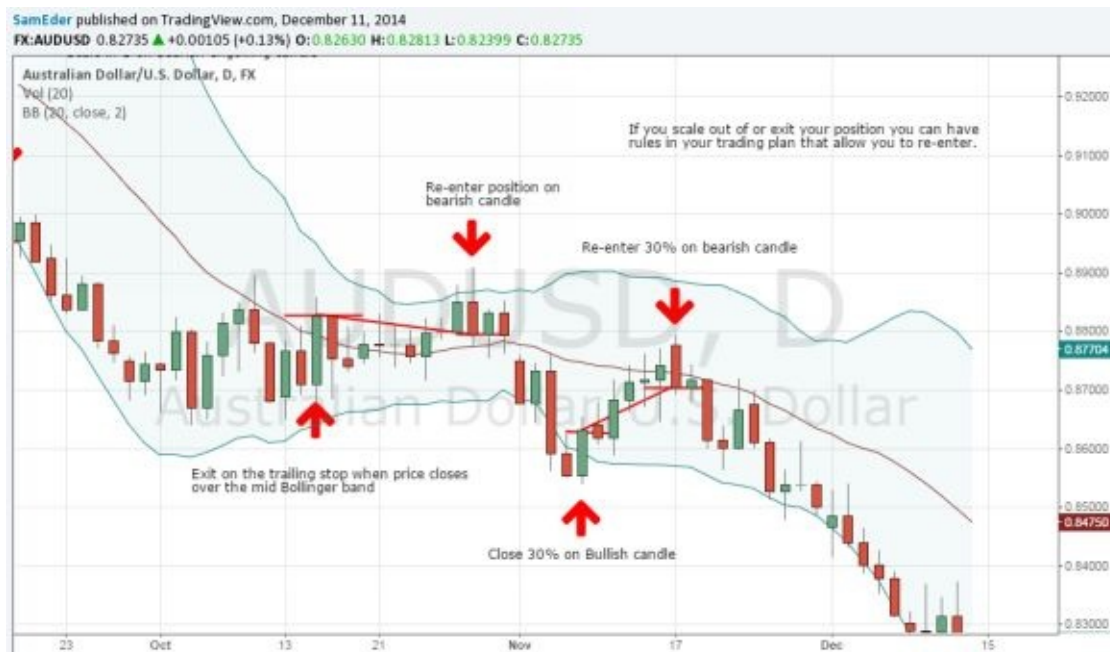 SamEder published on TradingView.com, December 11, 2014
FX:AUDUSD 0.82735 ▲ +0.00105 (+0.13%) O:0.82630 H:0.82813 L:0.82399 C:0.82735
Australian Dollar/U.S. Dollar, D, FX
Vol (20)
BB (20, close, 2)
0.92000
If you scale out of or exit your position you can have
rules in your trading plan that allow you to re-enter.
0.91000
Re-enter position on
bearish candle
0.90000
Re-enter 30% on bearish candle
0.89000
AUDUSD, D
0.88000
0.87704
0.87000
Australian Dollar/U.S. Dollar
0.86000
Exit on the trailing stop when price closes
over the mid Bollinger band
0.85000
0.84750
Close 30% on Bullish candle
0.84000
0.83000
23 Oct 13 21 Nov 17 Dec 15